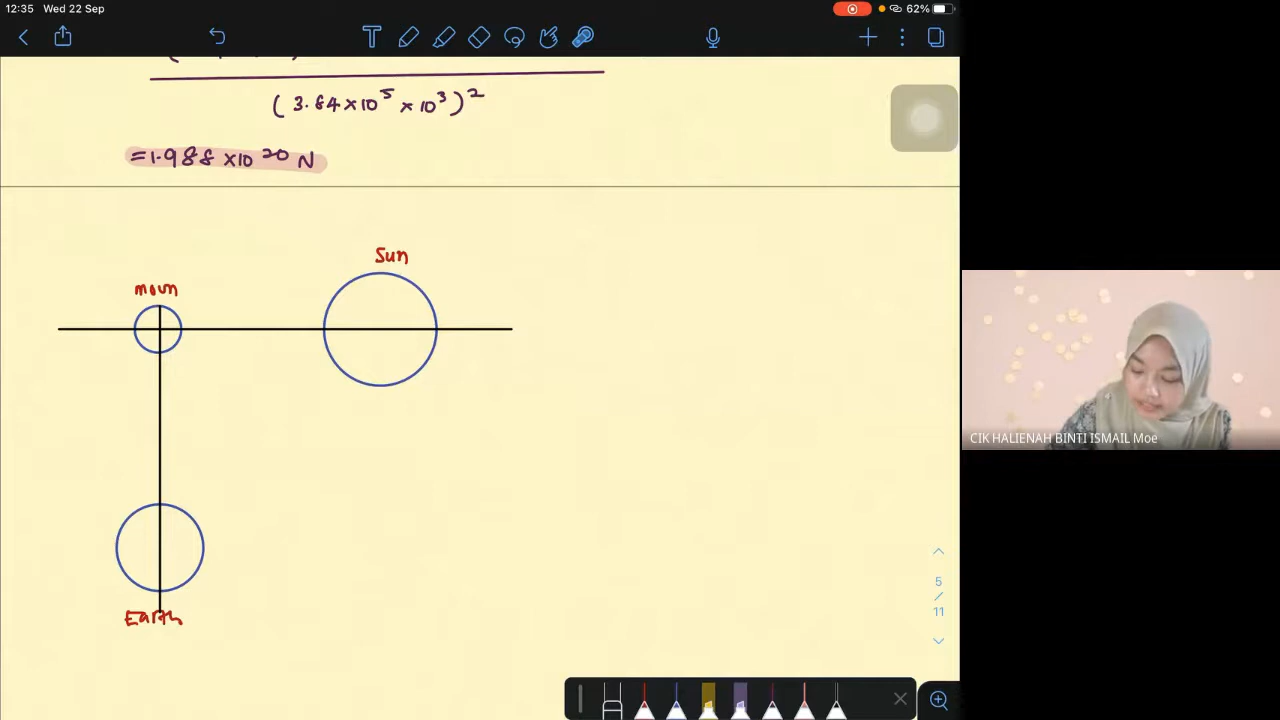 12:35 Wed 22 Sep
62%
(3.84×10⁵ × 10³)²
=1.988 ×10²⁰ N
Sun
moon
Earth
CIK HALIENAH BINTI ISMAIL Moe
5
/
11